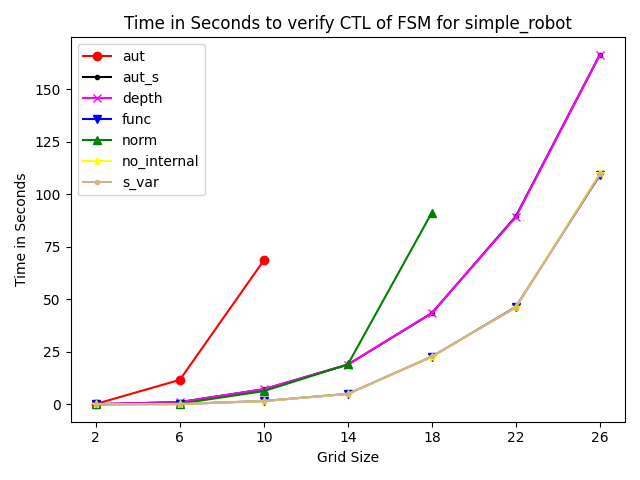 Time in Seconds to verify CTL of FSM for simple_robot
aut
aut_s
depth
func
norm
no_internal
s_var
Time in Seconds
150
125
100
75
50
25
0
2 6 10 14 18 22 26
Grid Size